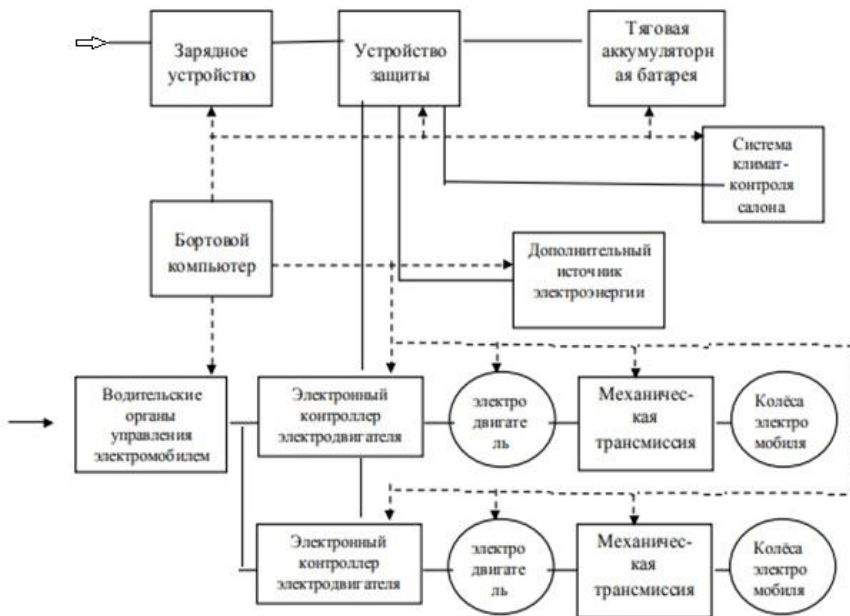 Зарядное
устройство
Устройство
защиты
Тяговая
аккумуляторн
ая батарея
Система
климат-
контроля
салона
Бортовой
компьютер
Дополнительный
источник
электроэнергии
Водительские
органы
управления
электромобилем
Электронный
контроллер
электродвигателя
электро
двигате
ль
Механичес-
кая
трансмиссия
Колёса
электро
мобиля
Электронный
контроллер
электродвигателя
электро
двигате
ль
Механичес-
кая
трансмиссия
Колёса
электро
мобиля